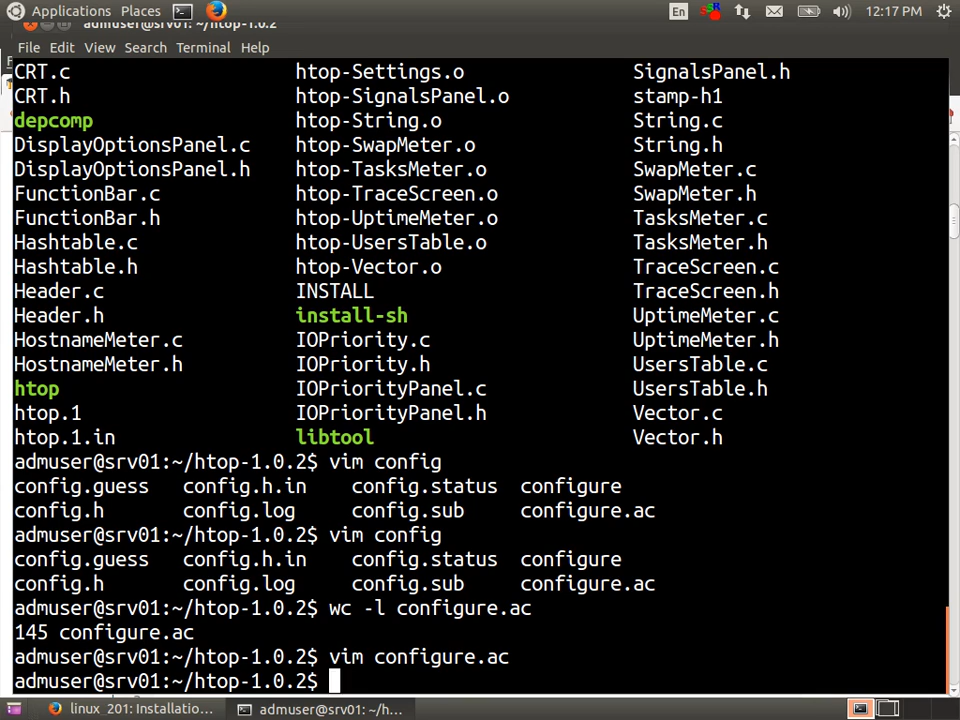 Applications Places En 12:17 PM
admuser@srv01: ~/htop-1.0.2
File Edit View Search Terminal Help
CRT.c htop-Settings.o SignalsPanel.h
CRT.h htop-SignalsPanel.o stamp-h1
depcomp htop-String.o String.c
DisplayOptionsPanel.c htop-SwapMeter.o String.h
DisplayOptionsPanel.h htop-TasksMeter.o SwapMeter.c
FunctionBar.c htop-TraceScreen.o SwapMeter.h
FunctionBar.h htop-UptimeMeter.o TasksMeter.c
Hashtable.c htop-UsersTable.o TasksMeter.h
Hashtable.h htop-Vector.o TraceScreen.c
Header.c INSTALL TraceScreen.h
Header.h install-sh UptimeMeter.c
HostnameMeter.c IOPriority.c UptimeMeter.h
HostnameMeter.h IOPriority.h UsersTable.c
htop IOPriorityPanel.c UsersTable.h
htop.1 IOPriorityPanel.h Vector.c
htop.1.in libtool Vector.h
admuser@srv01:~/htop-1.0.2$ vim config
config.guess config.h.in config.status configure
config.h config.log config.sub configure.ac
admuser@srv01:~/htop-1.0.2$ vim config
config.guess config.h.in config.status configure
config.h config.log config.sub configure.ac
admuser@srv01:~/htop-1.0.2$ wc -l configure.ac
145 configure.ac
admuser@srv01:~/htop-1.0.2$ vim configure.ac
admuser@srv01:~/htop-1.0.2$
linux_201: Installatio... admuser@srv01: ~/h...